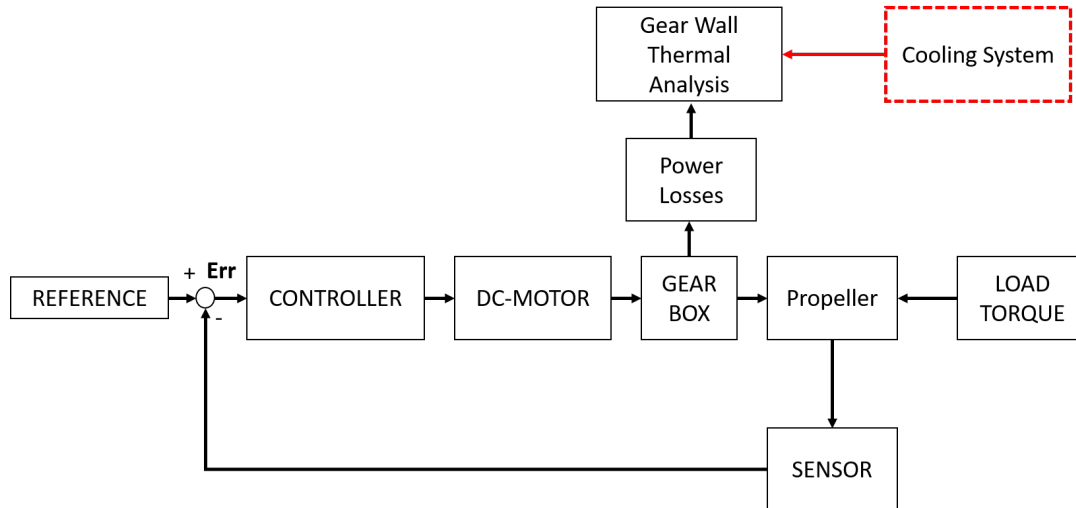 Gear Wall
Thermal
Analysis
Cooling System
Power
Losses
+ Err
REFERENCE
-
CONTROLLER
DC-MOTOR
GEAR
BOX
Propeller
LOAD
TORQUE
SENSOR